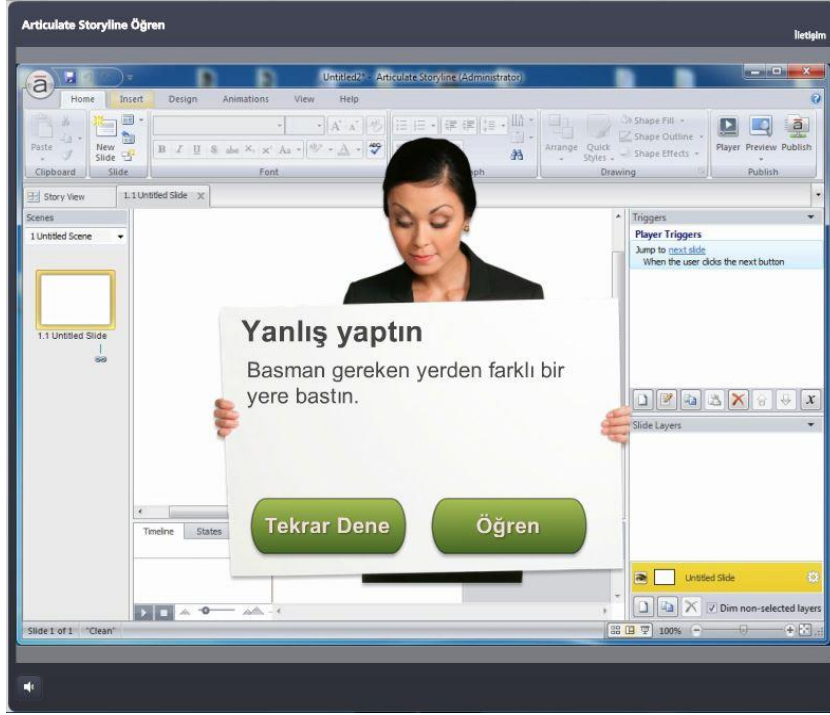 Articulate Storyline Öğren
İletişim
Untitled2* - Articulate Storyline (Administrator)
Home Insert Design Animations View Help
Paste
New Slide
B I U S abc Aa
A A
Arrange
Quick Styles
Shape Fill
Shape Outline
Shape Effects
Player Preview Publish
Clipboard Slide Font Drawing Publish
Story View 1.1 Untitled Slide
Scenes
1 Untitled Scene
1.1 Untitled Slide
Yanlış yaptın
Basman gereken yerden farklı bir
yere bastın.
Tekrar Dene Öğren
Triggers
Player Triggers
Jump to next slide
When the user clicks the next button
Slide Layers
Untitled Slide
Dim non-selected layers
Timeline States
Slide 1 of 1 "Clean" 100%